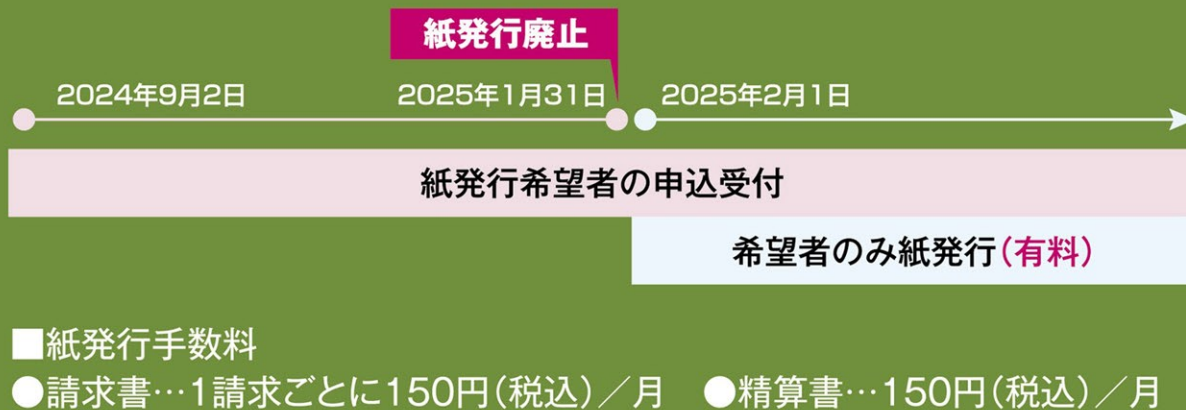 紙発行廃止
2024年9月2日 2025年1月31日 2025年2月1日
紙発行希望者の申込受付
希望者のみ紙発行(有料)
■紙発行手数料
●請求書…1請求ごとに150円(税込)/月 ●精算書…150円(税込)/月